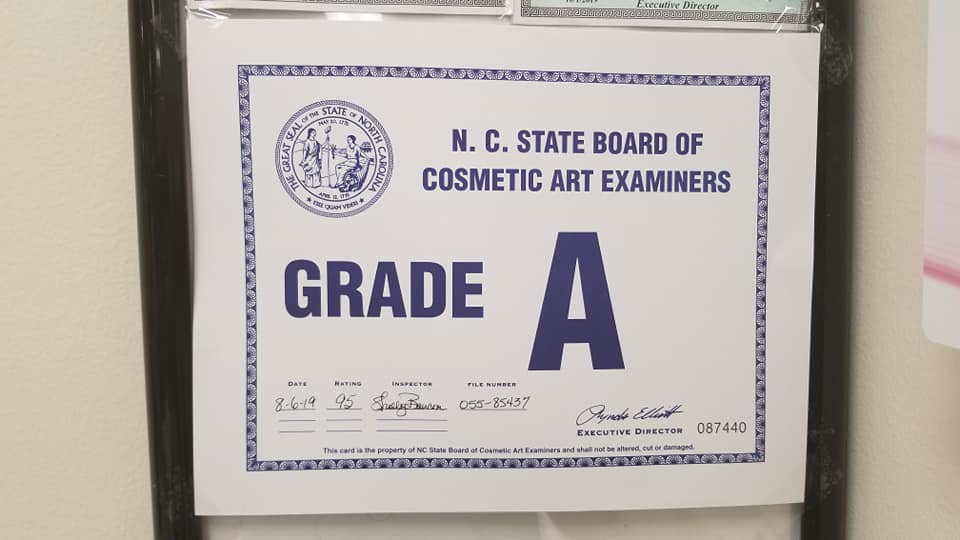 Executive Director
THE GREAT SEAL OF THE STATE OF NORTH CAROLINA
MAY 20, 1775
APRIL 12, 1776
★ ESSE QUAM VIDERI ★
N. C. STATE BOARD OF
COSMETIC ART EXAMINERS
GRADE A
DATE RATING INSPECTOR FILE NUMBER
8-6-19 95 055-85437
Lynda Elliott
EXECUTIVE DIRECTOR 087440
This card is the property of NC State Board of Cosmetic Art Examiners and shall not be altered, cut or damaged.